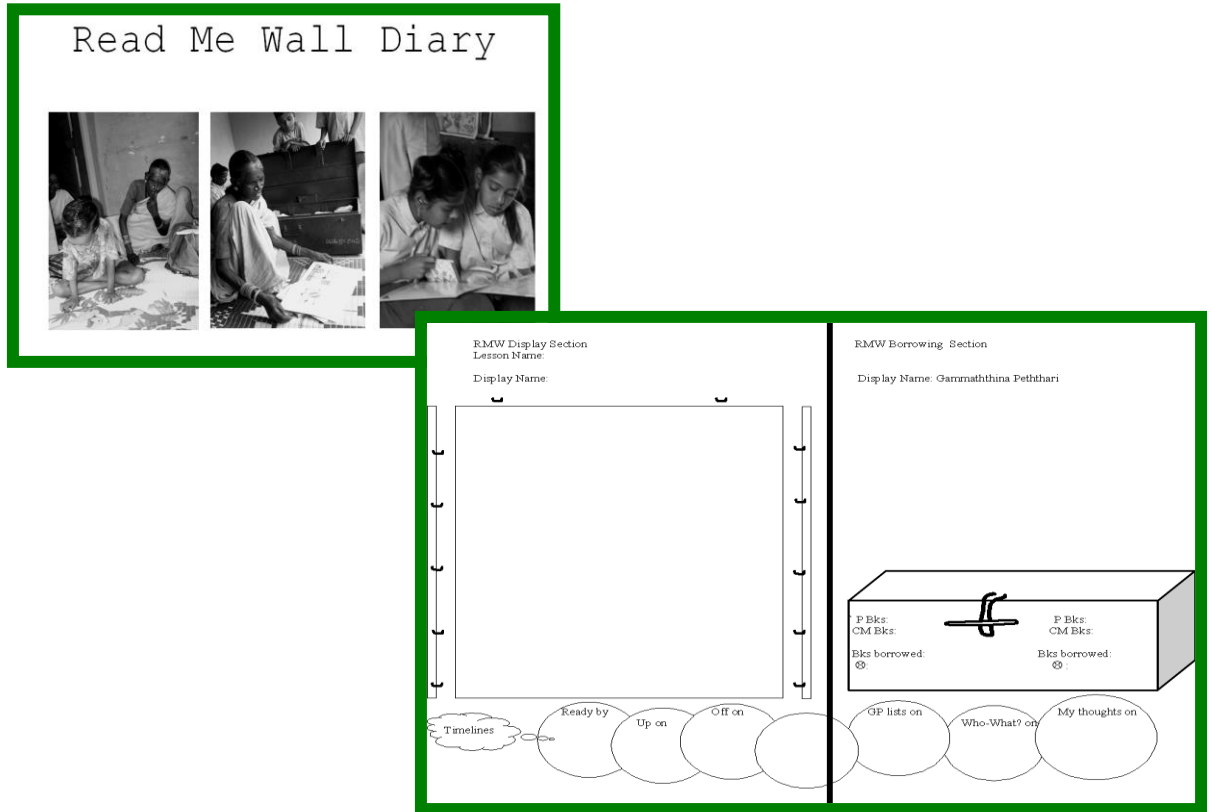 Read Me Wall Diary
RMW Display Section
Lesson Name:
Display Name:
RMW Borrowing Section
Display Name: Gammaththina Peththari
P Bks:
CM Bks:
Bks borrowed:
☹:
P Bks:
CM Bks:
Bks borrowed:
☹ :
Timelines
Ready by
Up on
Off on
GP lists on
Who-What? on
My thoughts on